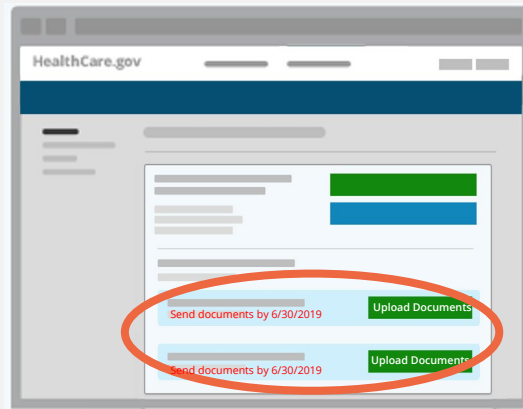 HealthCare.gov
Send documents by 6/30/2019
Upload Documents
Send documents by 6/30/2019
Upload Documents